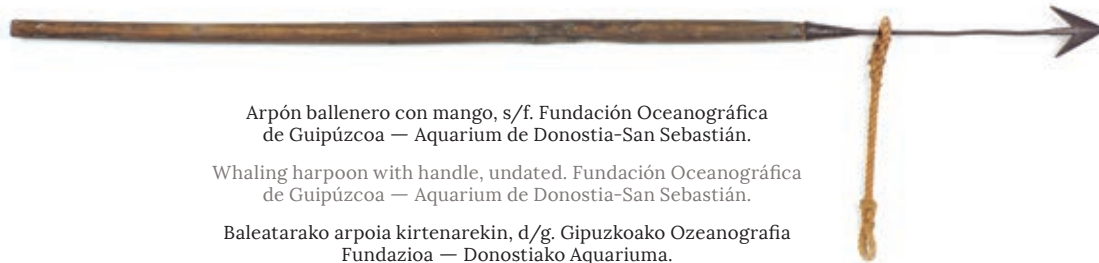 Arpón ballenero con mango, s/f. Fundación Oceanográfica
de Guipúzcoa — Aquarium de Donostia-San Sebastián.
Whaling harpoon with handle, undated. Fundación Oceanográfica
de Guipúzcoa — Aquarium de Donostia-San Sebastián.
Baleatarako arpoia kirtenarekin, d/g. Gipuzkoako Ozeanografia
Fundazioa — Donostiako Aquariuma.